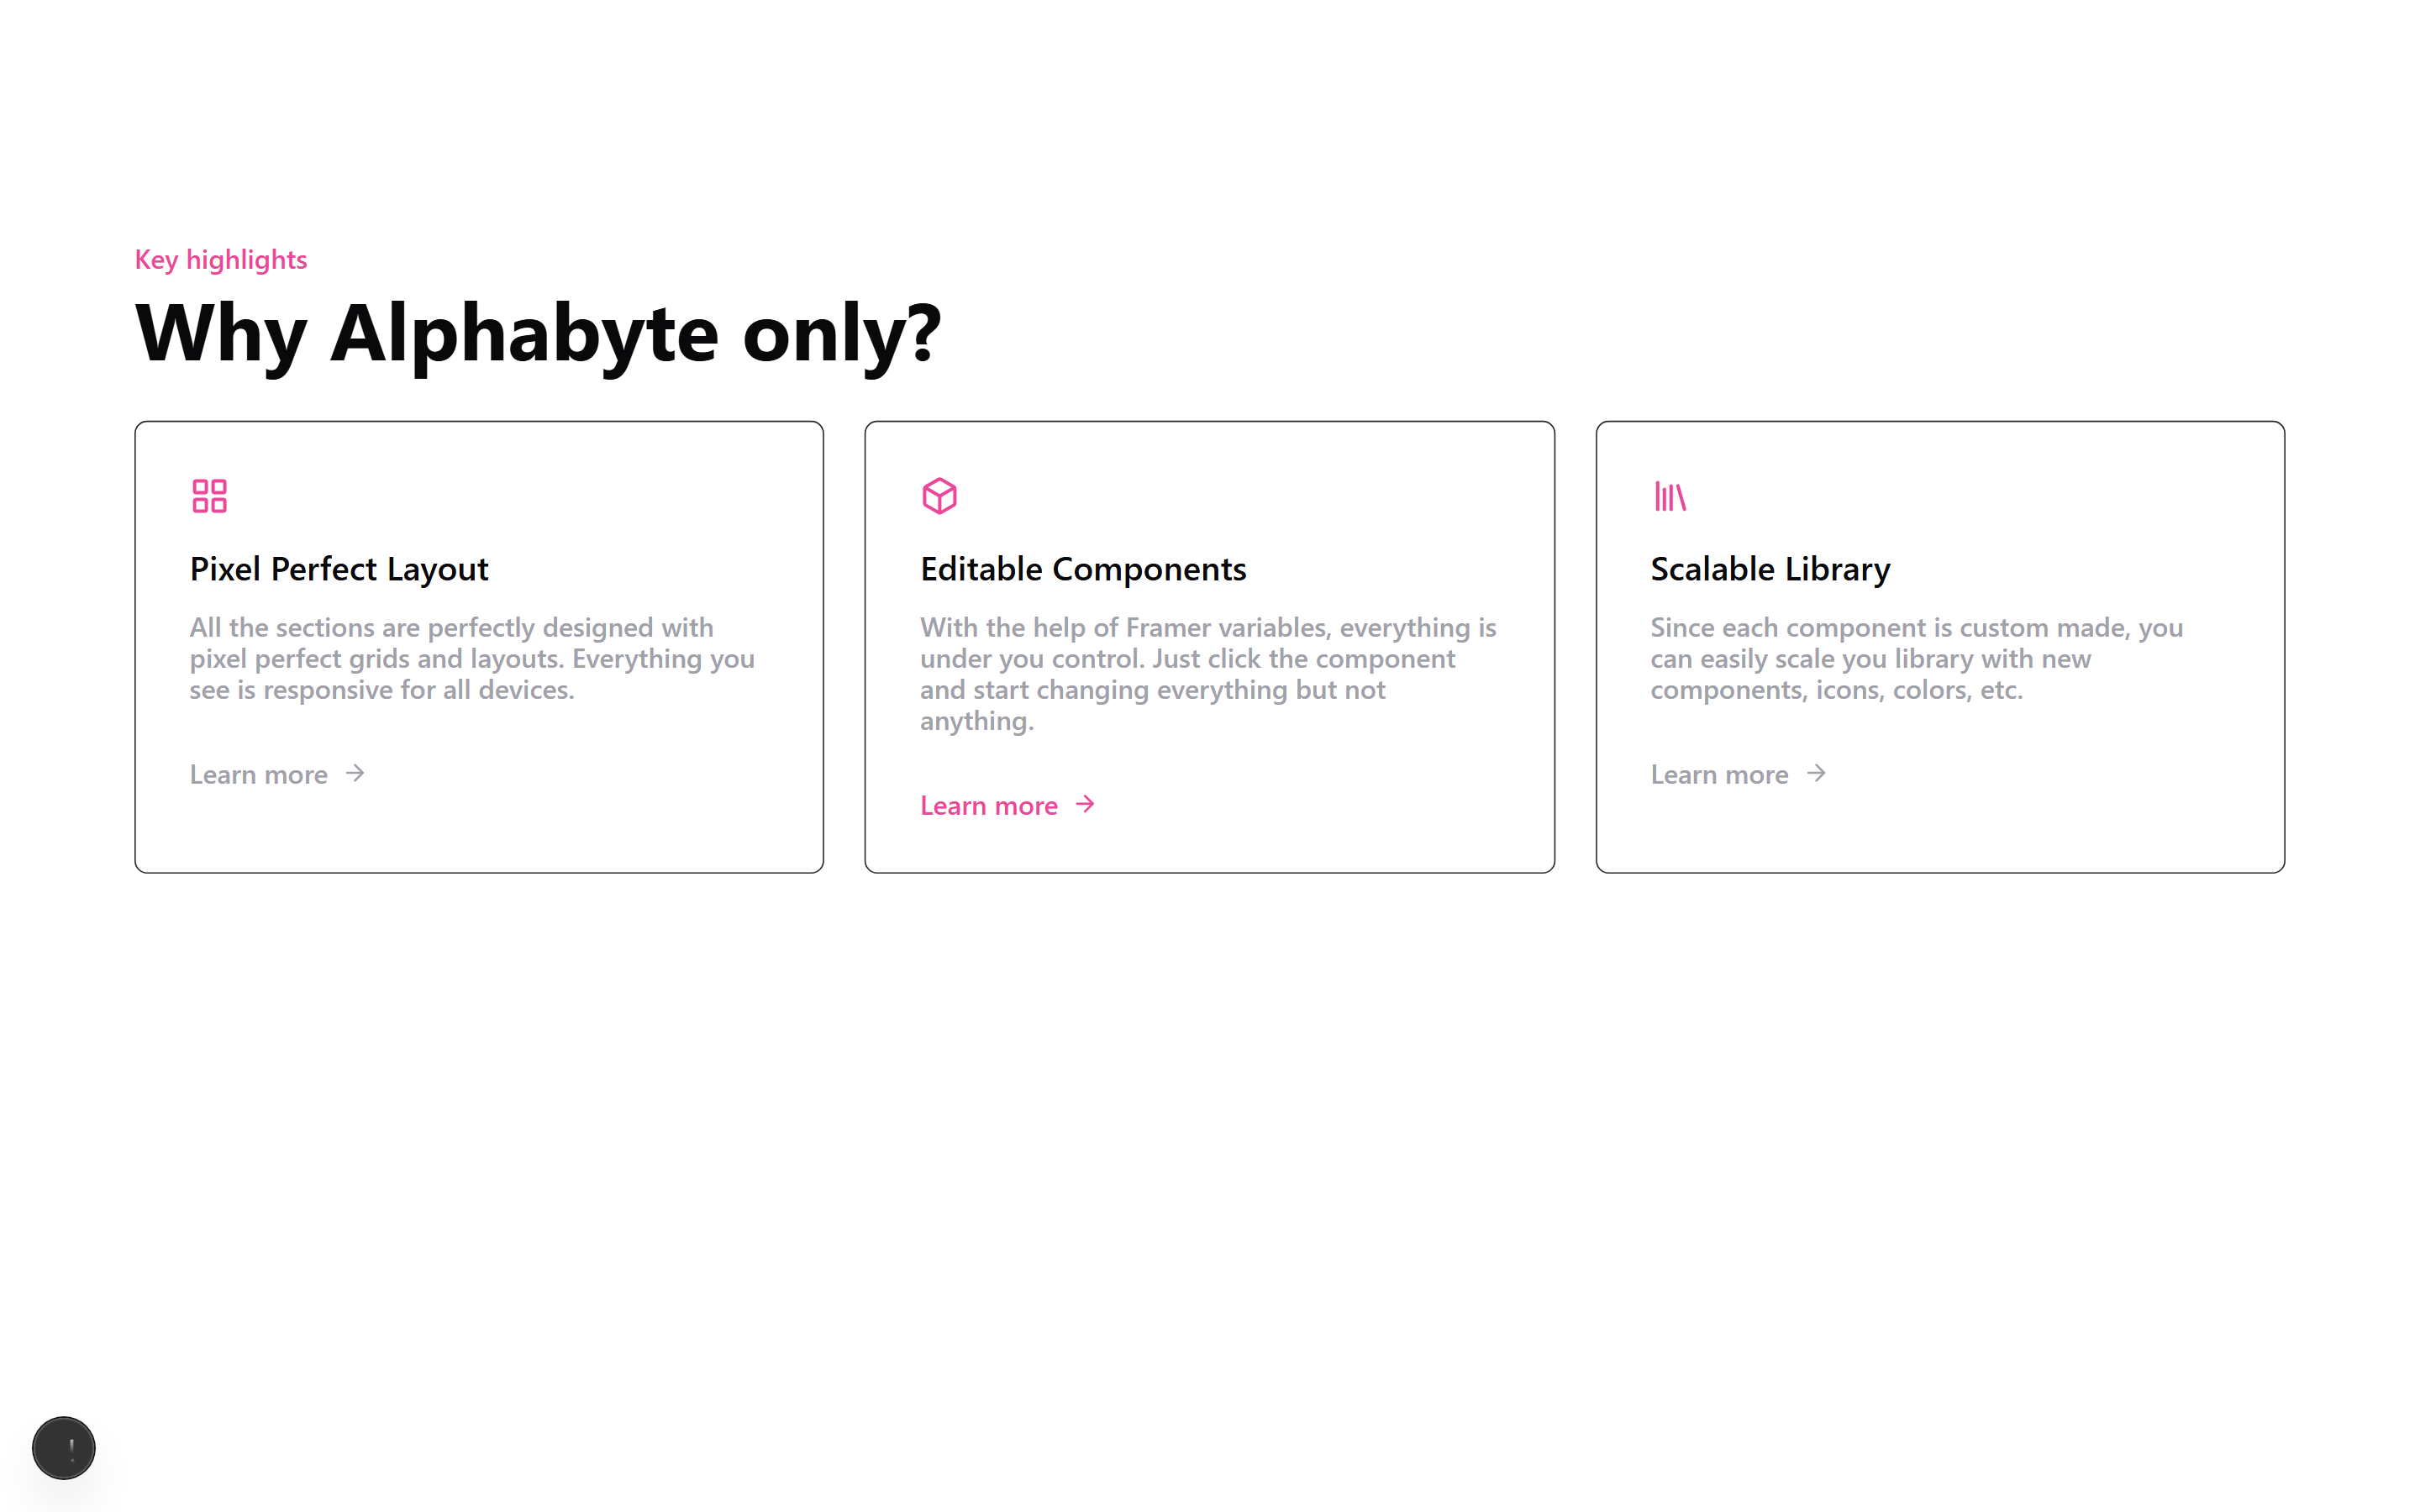 Key highlights
Why Alphabyte only?
Pixel Perfect Layout
All the sections are perfectly designed with
pixel perfect grids and layouts. Everything you
see is responsive for all devices.
Learn more
Editable Components
With the help of Framer variables, everything is
under you control. Just click the component
and start changing everything but not
anything.
Learn more
Scalable Library
Since each component is custom made, you
can easily scale you library with new
components, icons, colors, etc.
Learn more
!